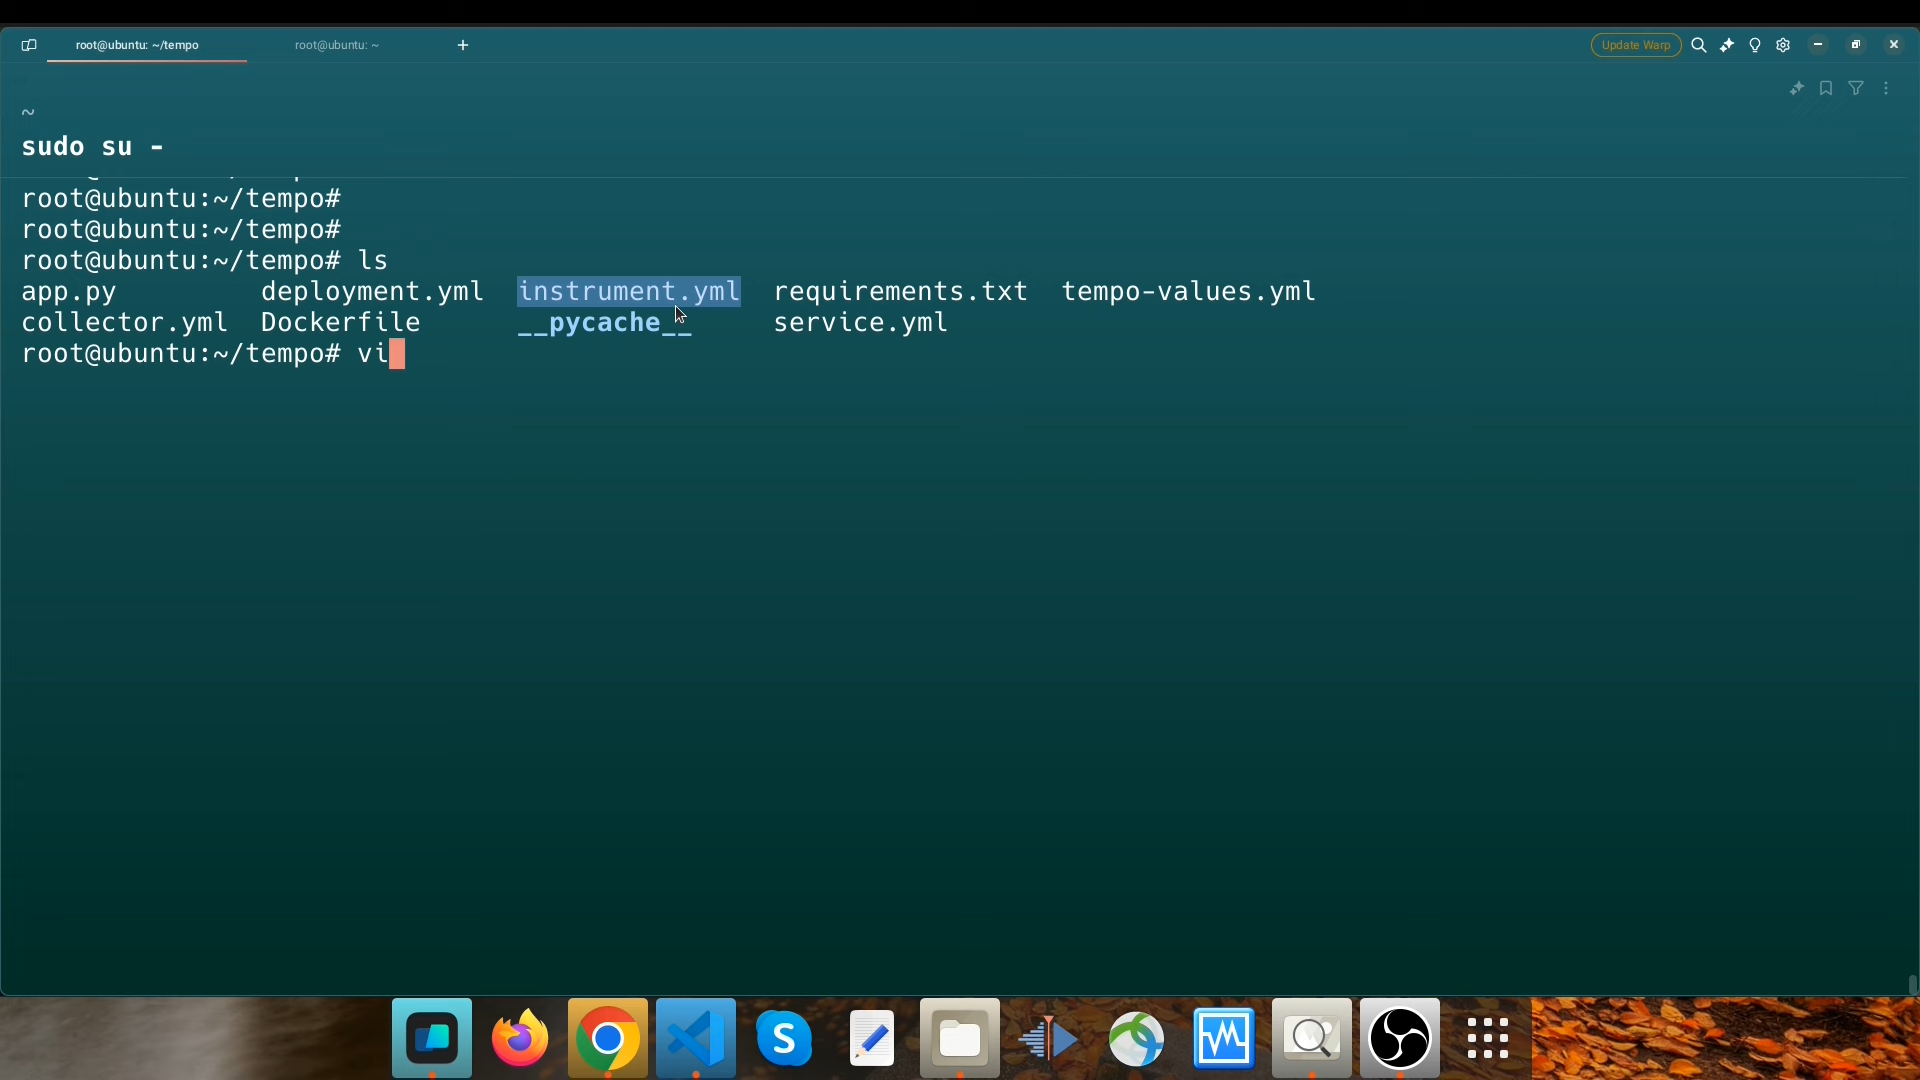 root@ubuntu: ~/tempo
root@ubuntu: ~
+
Update Warp
~
sudo su -
root@ubuntu:~/tempo#
root@ubuntu:~/tempo#
root@ubuntu:~/tempo# ls
app.py deployment.yml instrument.yml requirements.txt tempo-values.yml
collector.yml Dockerfile __pycache__ service.yml
root@ubuntu:~/tempo# vi
S